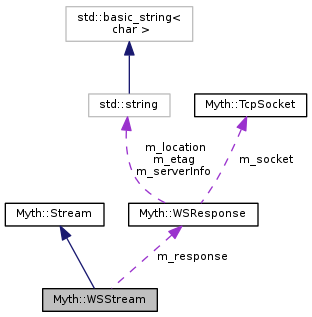 std::basic_string<
char >
std::string
Myth::TcpSocket
m_location
m_etag
m_serverInfo
m_socket
Myth::Stream
Myth::WSResponse
m_response
Myth::WSStream